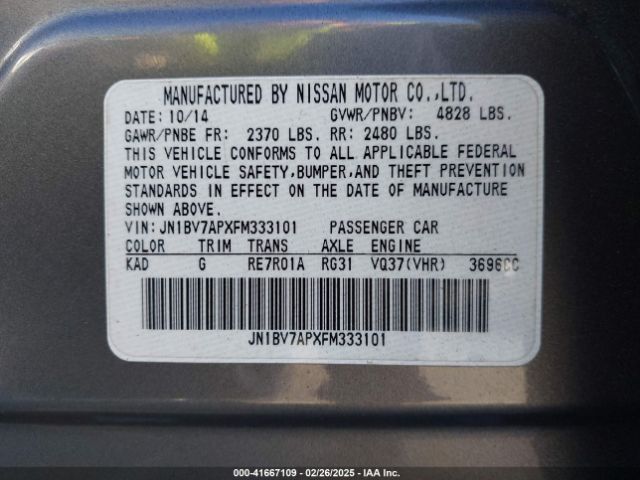 MANUFACTURED BY NISSAN MOTOR CO.,LTD.
DATE: 10/14 GVWR/PNBV: 4828 LBS.
GAWR/PNBE FR: 2370 LBS. RR: 2480 LBS.
THIS VEHICLE CONFORMS TO ALL APPLICABLE FEDERAL
MOTOR VEHICLE SAFETY,BUMPER,AND THEFT PREVENTION
STANDARDS IN EFFECT ON THE DATE OF MANUFACTURE
SHOWN ABOVE.
VIN: JN1BV7APXFM333101 PASSENGER CAR
COLOR TRIM TRANS AXLE ENGINE
KAD G RE7R01A RG31 VQ37(VHR) 3696CC
JN1BV7APXFM333101
000-41667109 | 02/26/2025 - IAA Inc.